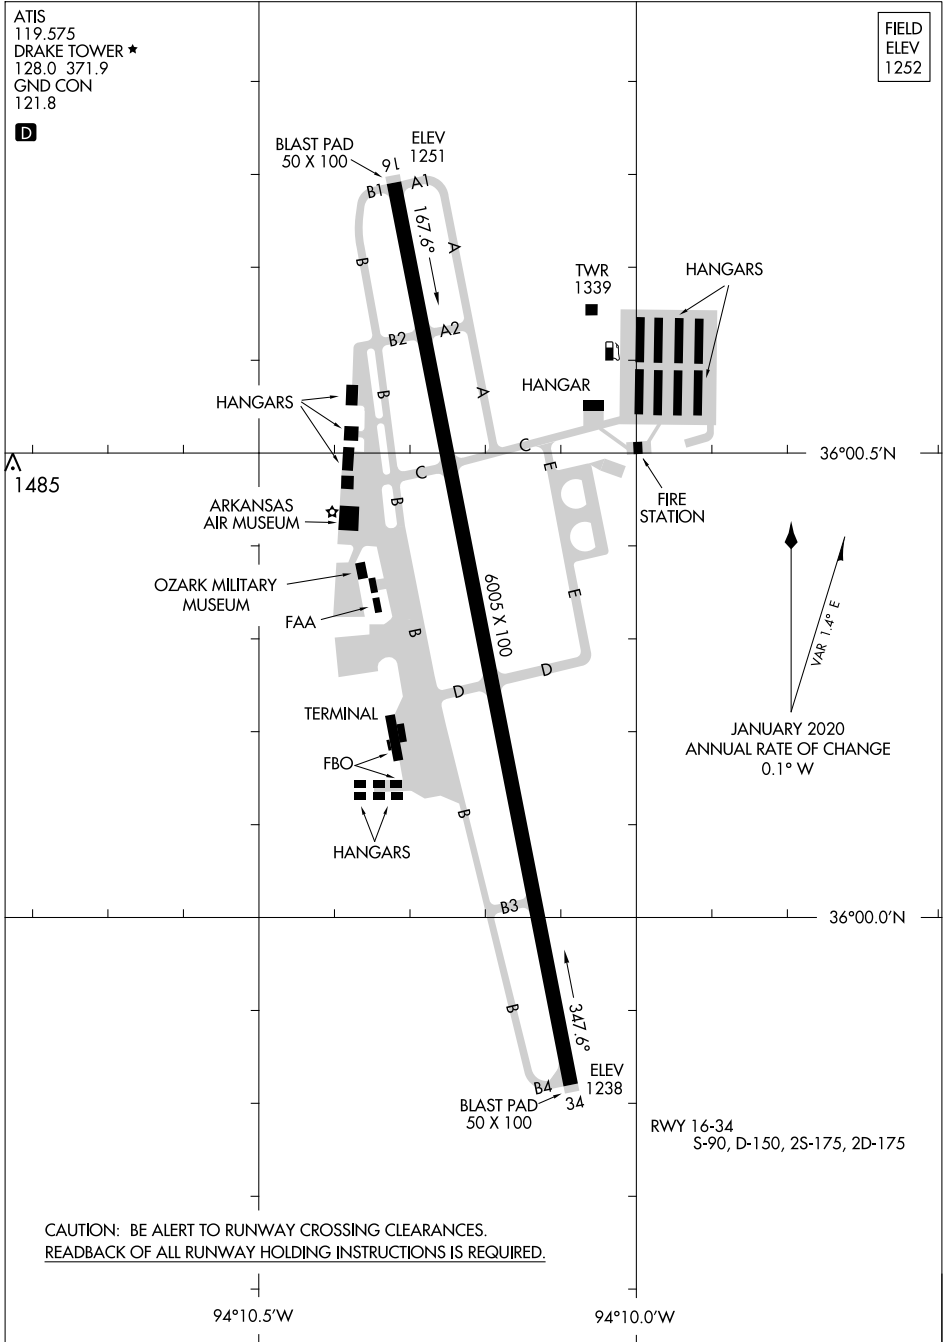 ATIS
119.575
DRAKE TOWER ★
128.0 371.9
GND CON
121.8
D
FIELD
ELEV
1252
BLAST PAD
50 X 100
16
ELEV
1251
B1
A1
167.6°
A
B
TWR
1339
HANGARS
B2
A2
HANGAR
B
A
HANGARS
C
C
E
36°00.5'N
1485
B
ARKANSAS
AIR MUSEUM
FIRE
STATION
OZARK MILITARY
MUSEUM
FAA
6005 X 100
E
B
VAR 1.4° E
D
D
TERMINAL
FBO
JANUARY 2020
ANNUAL RATE OF CHANGE
0.1° W
B
HANGARS
B3
36°00.0'N
B
347.6°
ELEV
1238
B4
34
BLAST PAD
50 X 100
RWY 16-34
S-90, D-150, 2S-175, 2D-175
CAUTION: BE ALERT TO RUNWAY CROSSING CLEARANCES.
READBACK OF ALL RUNWAY HOLDING INSTRUCTIONS IS REQUIRED.
94°10.5'W
94°10.0'W